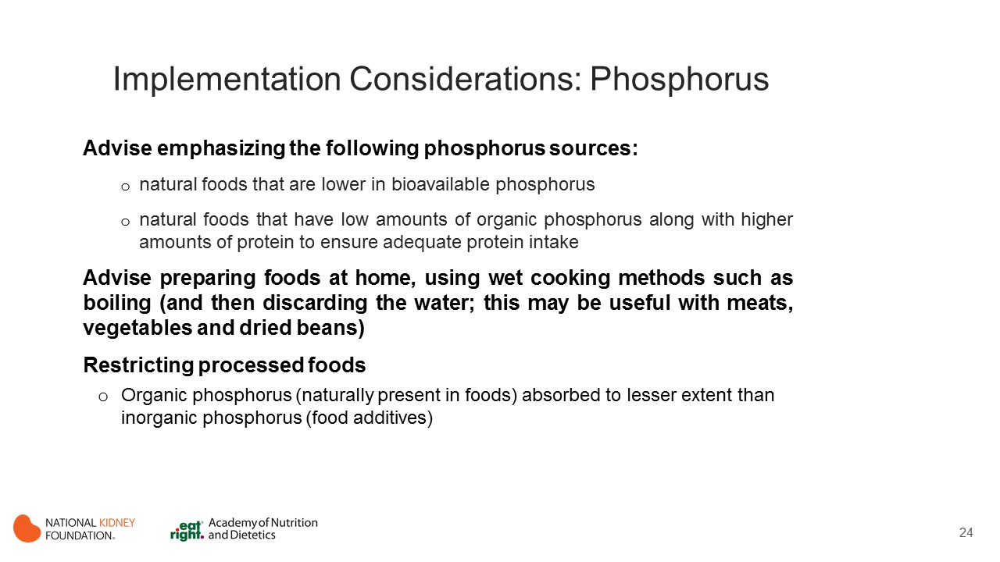 Implementation Considerations: Phosphorus
Advise emphasizing the following phosphorus sources:
o natural foods that are lower in bioavailable phosphorus
o natural foods that have low amounts of organic phosphorus along with higher
amounts of protein to ensure adequate protein intake
Advise preparing foods at home, using wet cooking methods such as
boiling (and then discarding the water; this may be useful with meats,
vegetables and dried beans)
Restricting processed foods
o Organic phosphorus (naturally present in foods) absorbed to lesser extent than
inorganic phosphorus (food additives)
NATIONAL KIDNEY
FOUNDATION®
eat®
right.
Academy of Nutrition
and Dietetics
24